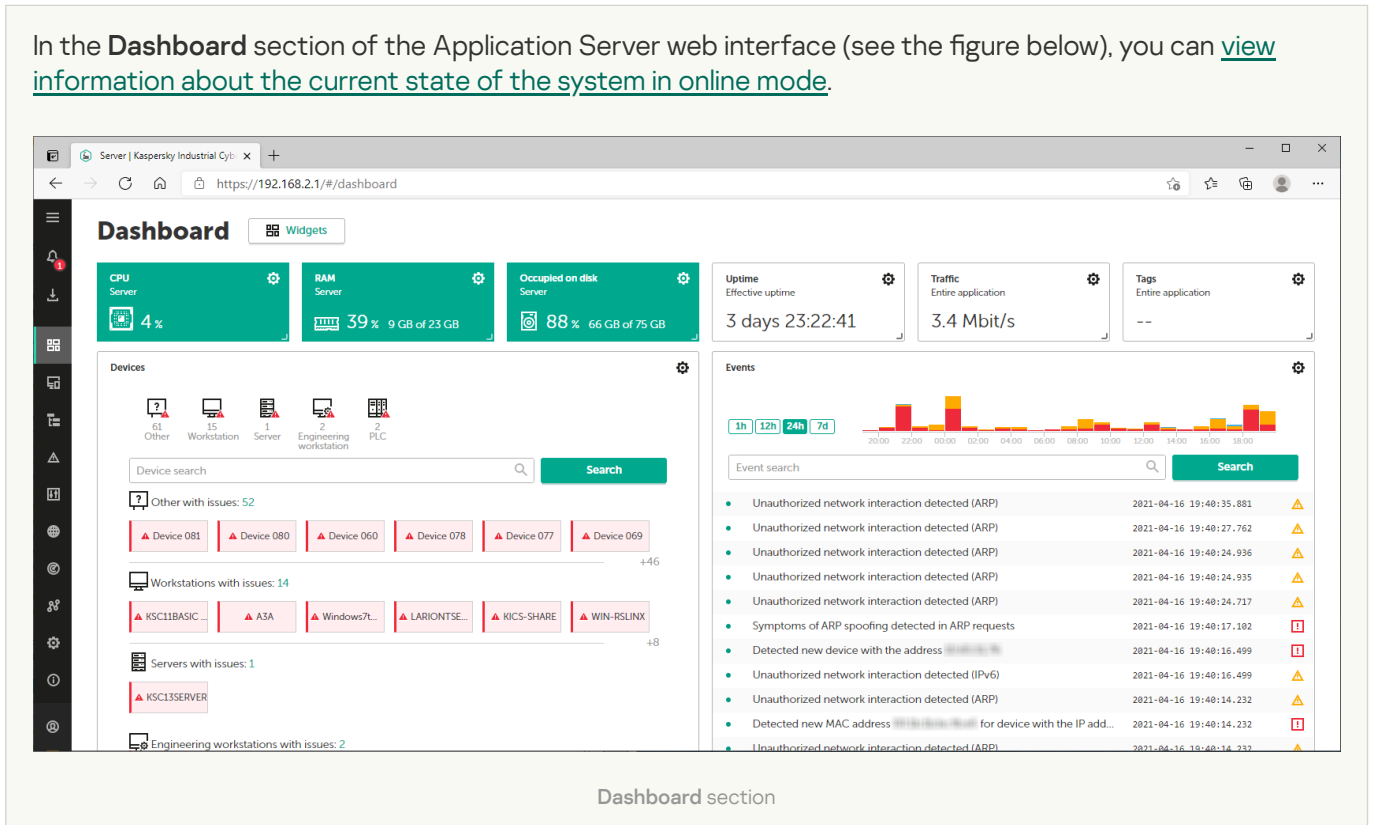 In the Dashboard section of the Application Server web interface (see the figure below), you can view
information about the current state of the system in online mode.
Server | Kaspersky Industrial Cyb
https://192.168.2.1/#/dashboard
Dashboard
Widgets
1
CPU
Server
4 %
RAM
Server
39 % 9 GB of 23 GB
Occupied on disk
Server
88 % 66 GB of 75 GB
Uptime
Effective uptime
3 days 23:22:41
Traffic
Entire application
3.4 Mbit/s
Tags
Entire application
--
Devices
61
Other
15
Workstation
1
Server
2
Engineering
workstation
2
PLC
Device search
Search
Other with issues: 52
Device 081
Device 080
Device 060
Device 078
Device 077
Device 069
+46
Workstations with issues: 14
KSC11BASIC ...
A3A
Windows7t...
LARIONTSE...
KICS-SHARE
WIN-RSLINX
+8
Servers with issues: 1
KSC13SERVER
Engineering workstations with issues: 2
Events
1h 12h 24h 7d
20:00 22:00 00:00 02:00 04:00 06:00 08:00 10:00 12:00 14:00 16:00 18:00
Event search
Search
Unauthorized network interaction detected (ARP) 2021-04-16 19:40:35.881
Unauthorized network interaction detected (ARP) 2021-04-16 19:40:27.762
Unauthorized network interaction detected (ARP) 2021-04-16 19:40:24.936
Unauthorized network interaction detected (ARP) 2021-04-16 19:40:24.935
Unauthorized network interaction detected (ARP) 2021-04-16 19:40:24.717
Symptoms of ARP spoofing detected in ARP requests 2021-04-16 19:40:17.102
Detected new device with the address 2021-04-16 19:40:16.499
Unauthorized network interaction detected (IPv6) 2021-04-16 19:40:16.499
Unauthorized network interaction detected (ARP) 2021-04-16 19:40:14.232
Detected new MAC address for device with the IP add... 2021-04-16 19:40:14.232
Unauthorized network interaction detected (ARP) 2021-04-16 19:40:14.232
Dashboard section